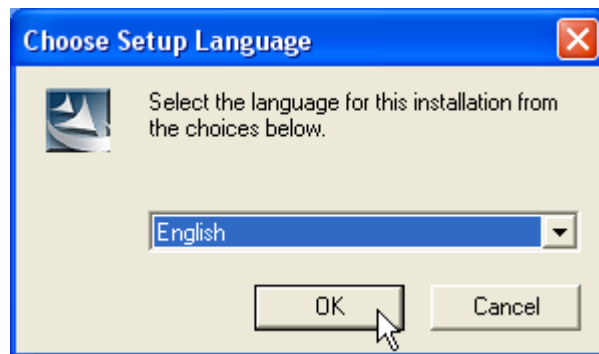 Choose Setup Language
Select the language for this installation from
the choices below.
English
OK
Cancel